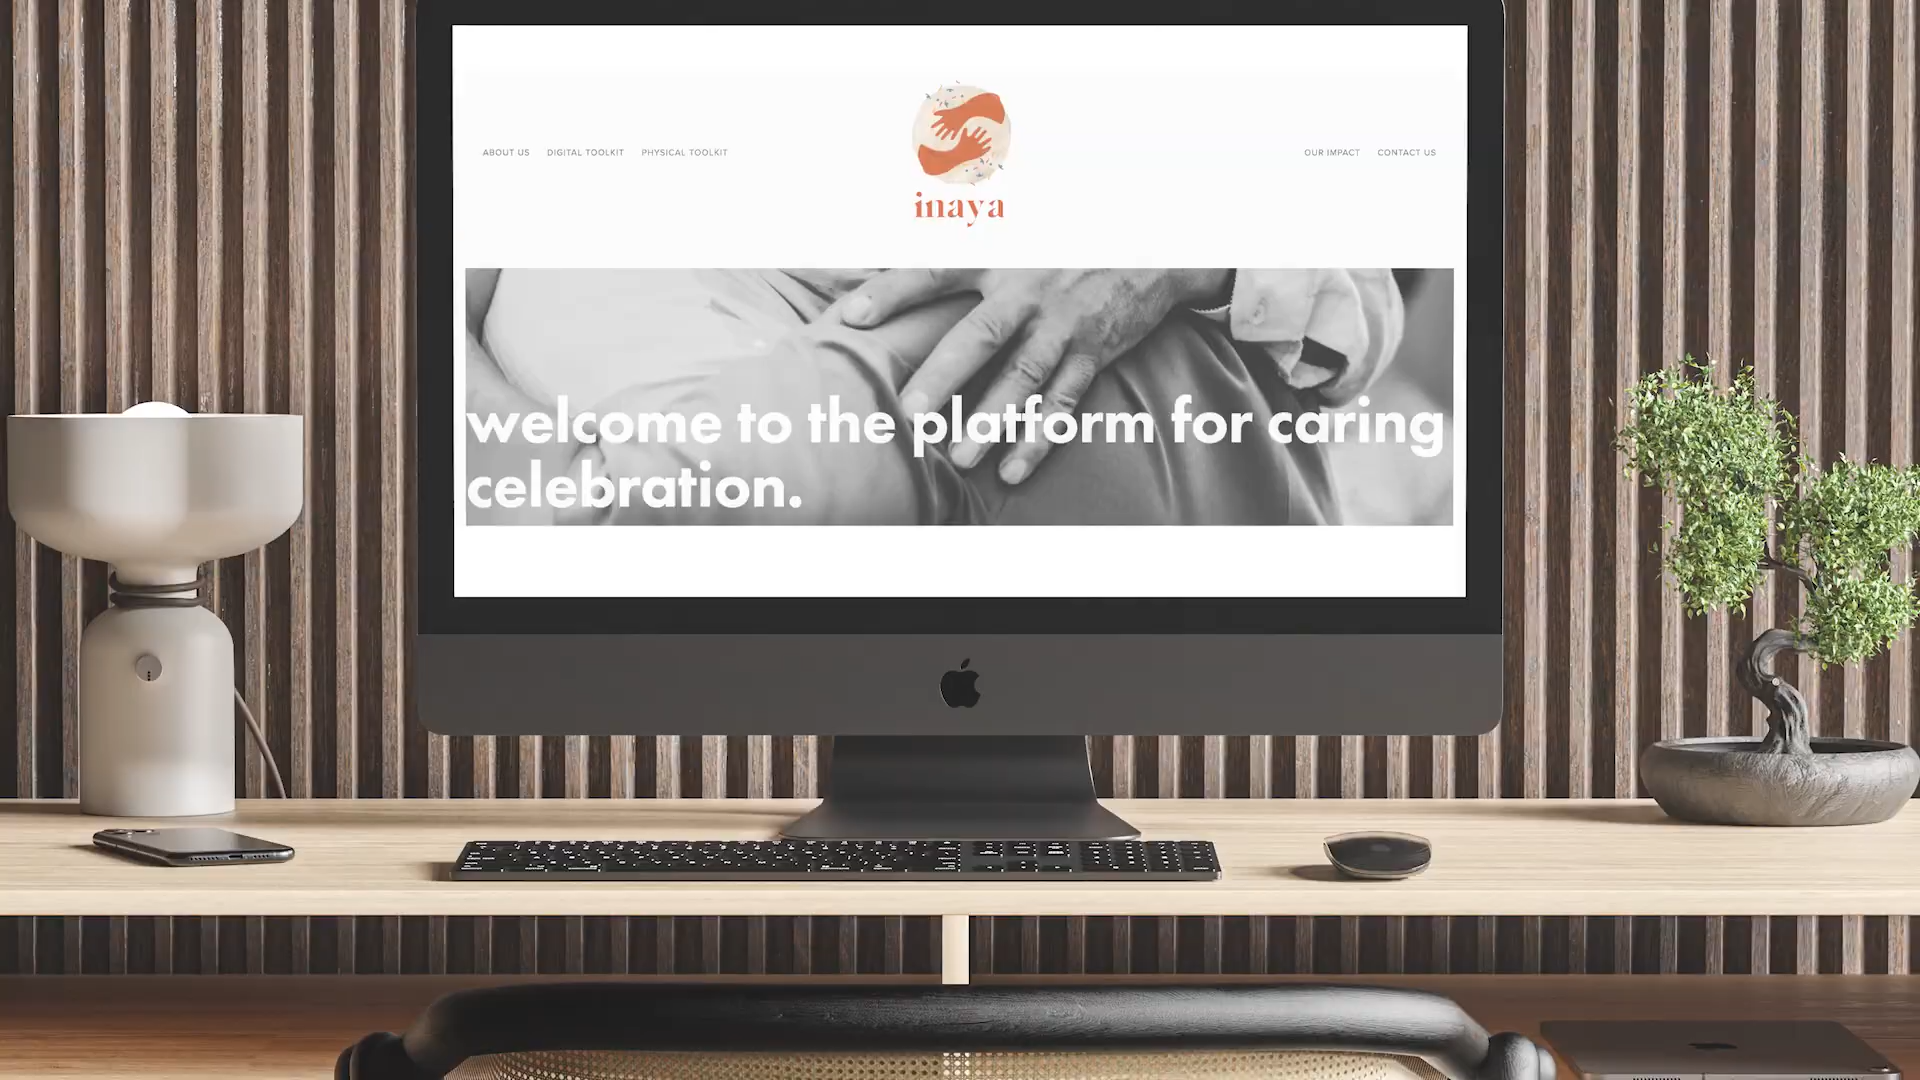 ABOUT US DIGITAL TOOLKIT PHYSICAL TOOLKIT
OUR IMPACT CONTACT US
inaya
welcome to the platform for caring
celebration.